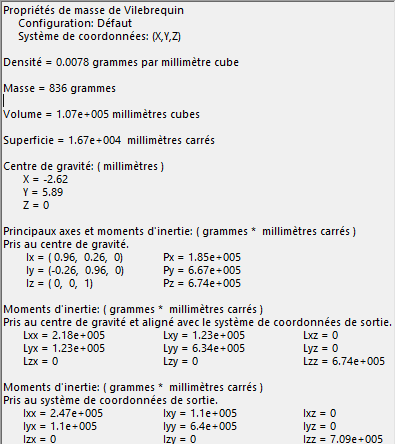 Propriétés de masse de Vilebrequin
Configuration: Défaut
Système de coordonnées: (X,Y,Z)
Densité = 0.0078 grammes par millimètre cube
Masse = 836 grammes
Volume = 1.07e+005 millimètres cubes
Superficie = 1.67e+004 millimètres carrés
Centre de gravité: ( millimètres )
X = -2.62
Y = 5.89
Z = 0
Principaux axes et moments d'inertie: ( grammes * millimètres carrés )
Pris au centre de gravité.
Ix = ( 0.96, 0.26, 0) Px = 1.85e+005
Iy = (-0.26, 0.96, 0) Py = 6.67e+005
Iz = ( 0, 0, 1) Pz = 6.74e+005
Moments d'inertie: ( grammes * millimètres carrés )
Pris au centre de gravité et aligné avec le système de coordonnées de sortie.
Lxx = 2.18e+005 Lxy = 1.23e+005 Lxz = 0
Lyx = 1.23e+005 Lyy = 6.34e+005 Lyz = 0
Lzx = 0 Lzy = 0 Lzz = 6.74e+005
Moments d'inertie: ( grammes * millimètres carrés )
Pris au système de coordonnées de sortie.
Ixx = 2.47e+005 Ixy = 1.1e+005 Ixz = 0
Iyx = 1.1e+005 Iyy = 6.4e+005 Iyz = 0
Izx = 0 Izy = 0 Izz = 7.09e+005